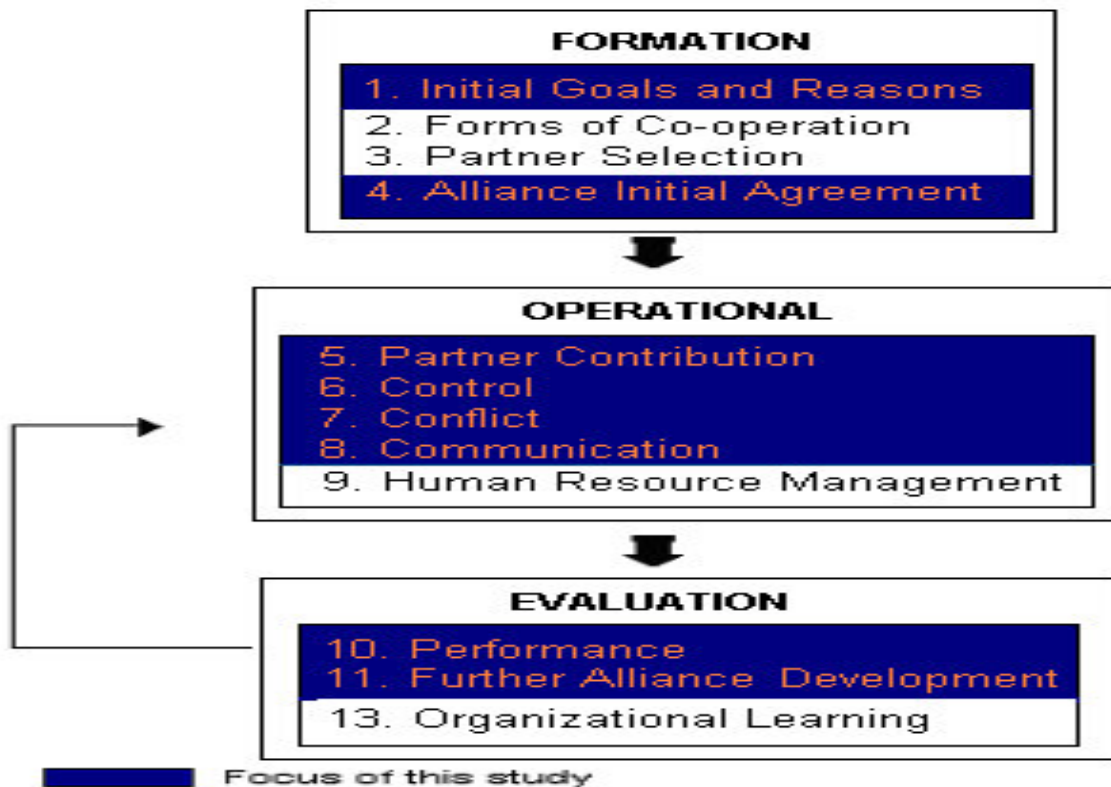 FORMATION
1. Initial Goals and Reasons
2. Forms of Co-operation
3. Partner Selection
4. Alliance Initial Agreement
OPERATIONAL
5. Partner Contribution
6. Control
7. Conflict
8. Communication
9. Human Resource Management
EVALUATION
10. Performance
11. Further Alliance Development
13. Organizational Learning
Focus of this study